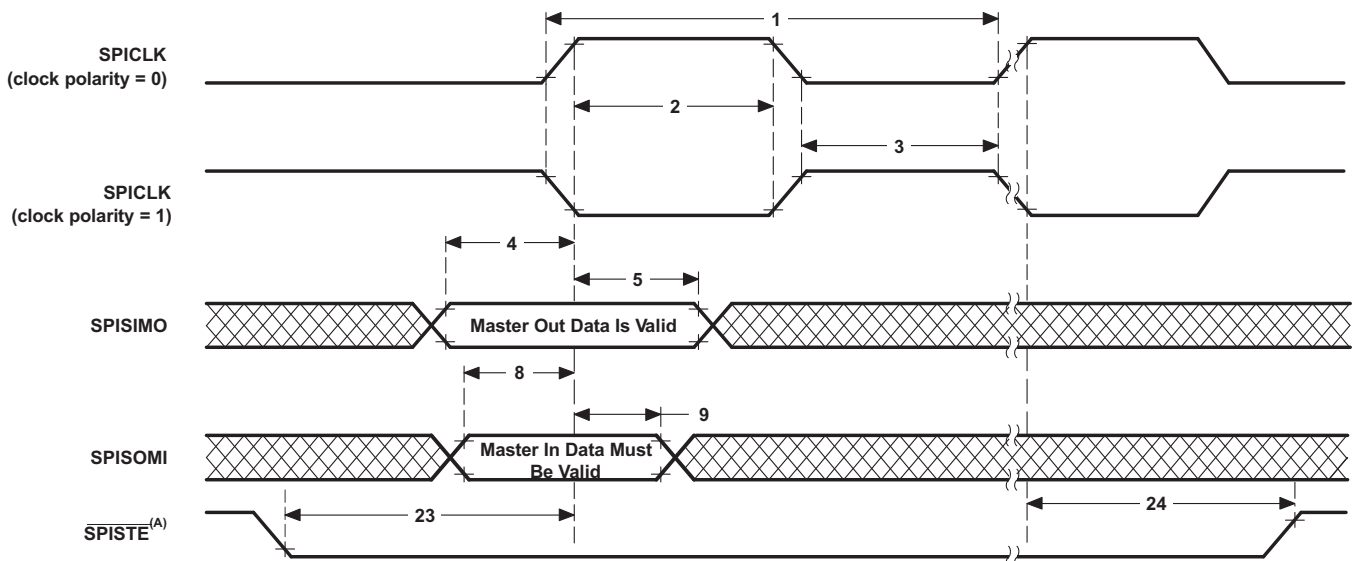 1
SPICLK
(clock polarity = 0)
2
3
SPICLK
(clock polarity = 1)
4
5
SPISIMO
Master Out Data Is Valid
8
9
SPISOMI
Master In Data Must
Be Valid
23
24
SPISTE(A)